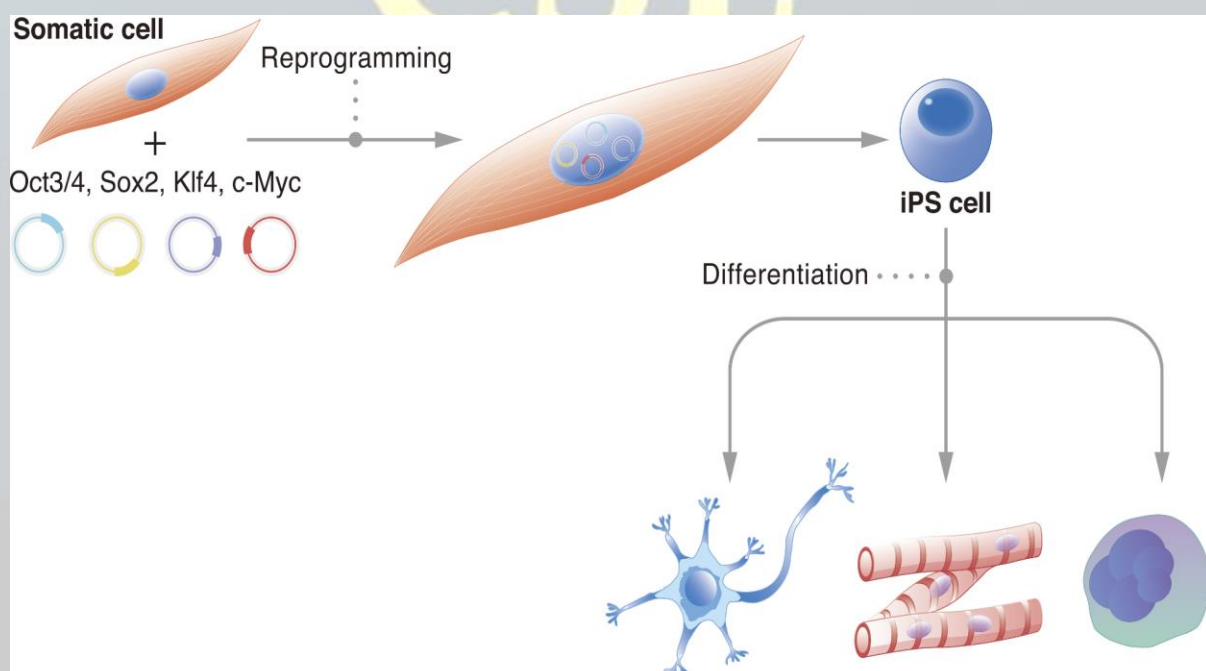 Somatic cell
Reprogramming
+
Oct3/4, Sox2, Klf4, c-Myc
iPS cell
Differentiation